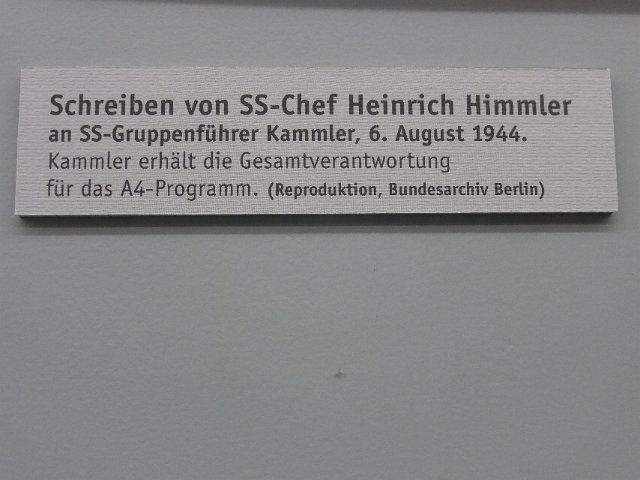 Schreiben von SS-Chef Heinrich Himmler
an SS-Gruppenführer Kammler, 6. August 1944.
Kammler erhält die Gesamtverantwortung
für das A4-Programm. (Reproduktion, Bundesarchiv Berlin)